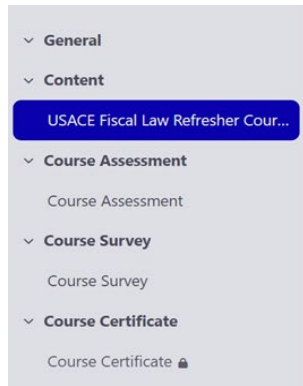 General
Content
USACE Fiscal Law Refresher Cour...
Course Assessment
Course Assessment
Course Survey
Course Survey
Course Certificate
Course Certificate